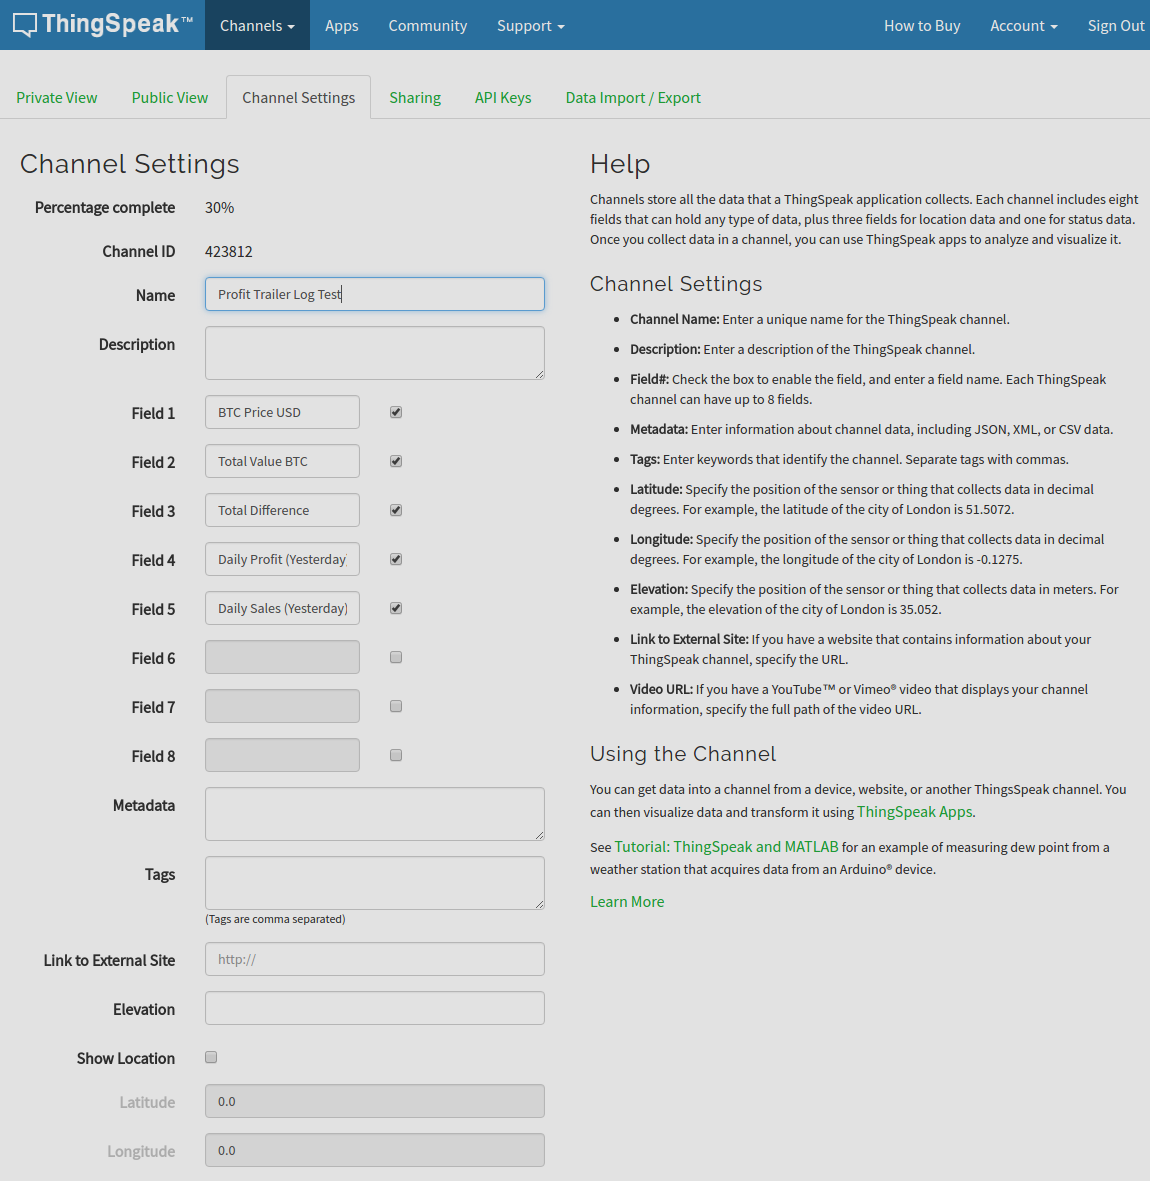 ThingSpeak™ Channels Apps Community Support How to Buy Account Sign Out
Private View Public View Channel Settings Sharing API Keys Data Import / Export
Channel Settings
Percentage complete 30%
Channel ID 423812
Name Profit Trailer Log Test
Description
Field 1 BTC Price USD
Field 2 Total Value BTC
Field 3 Total Difference
Field 4 Daily Profit (Yesterday)
Field 5 Daily Sales (Yesterday)
Field 6
Field 7
Field 8
Metadata
Tags
(Tags are comma separated)
Link to External Site http://
Elevation
Show Location
Latitude 0.0
Longitude 0.0
Help
Channels store all the data that a ThingSpeak application collects. Each channel includes eight
fields that can hold any type of data, plus three fields for location data and one for status data.
Once you collect data in a channel, you can use ThingSpeak apps to analyze and visualize it.
Channel Settings
• Channel Name: Enter a unique name for the ThingSpeak channel.
• Description: Enter a description of the ThingSpeak channel.
• Field#: Check the box to enable the field, and enter a field name. Each ThingSpeak
channel can have up to 8 fields.
• Metadata: Enter information about channel data, including JSON, XML, or CSV data.
• Tags: Enter keywords that identify the channel. Separate tags with commas.
• Latitude: Specify the position of the sensor or thing that collects data in decimal
degrees. For example, the latitude of the city of London is 51.5072.
• Longitude: Specify the position of the sensor or thing that collects data in decimal
degrees. For example, the longitude of the city of London is -0.1275.
• Elevation: Specify the position of the sensor or thing that collects data in meters. For
example, the elevation of the city of London is 35.052.
• Link to External Site: If you have a website that contains information about your
ThingSpeak channel, specify the URL.
• Video URL: If you have a YouTube™ or Vimeo® video that displays your channel
information, specify the full path of the video URL.
Using the Channel
You can get data into a channel from a device, website, or another ThingsSpeak channel. You
can then visualize data and transform it using ThingSpeak Apps.
See Tutorial: ThingSpeak and MATLAB for an example of measuring dew point from a
weather station that acquires data from an Arduino® device.
Learn More